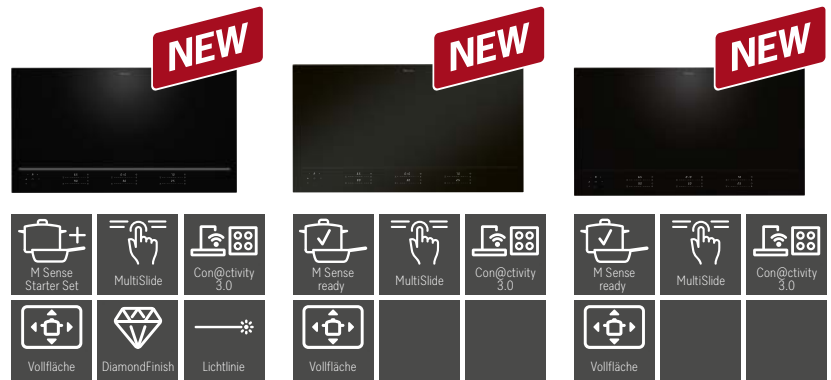 NEW
NEW
NEW
M Sense
Starter Set
MultiSlide
Con@ctivity
3.0
M Sense
ready
MultiSlide
Con@ctivity
3.0
M Sense
ready
MultiSlide
Con@ctivity
3.0
Vollfläche
DiamondFinish
Lichtlinie
Vollfläche
Vollfläche